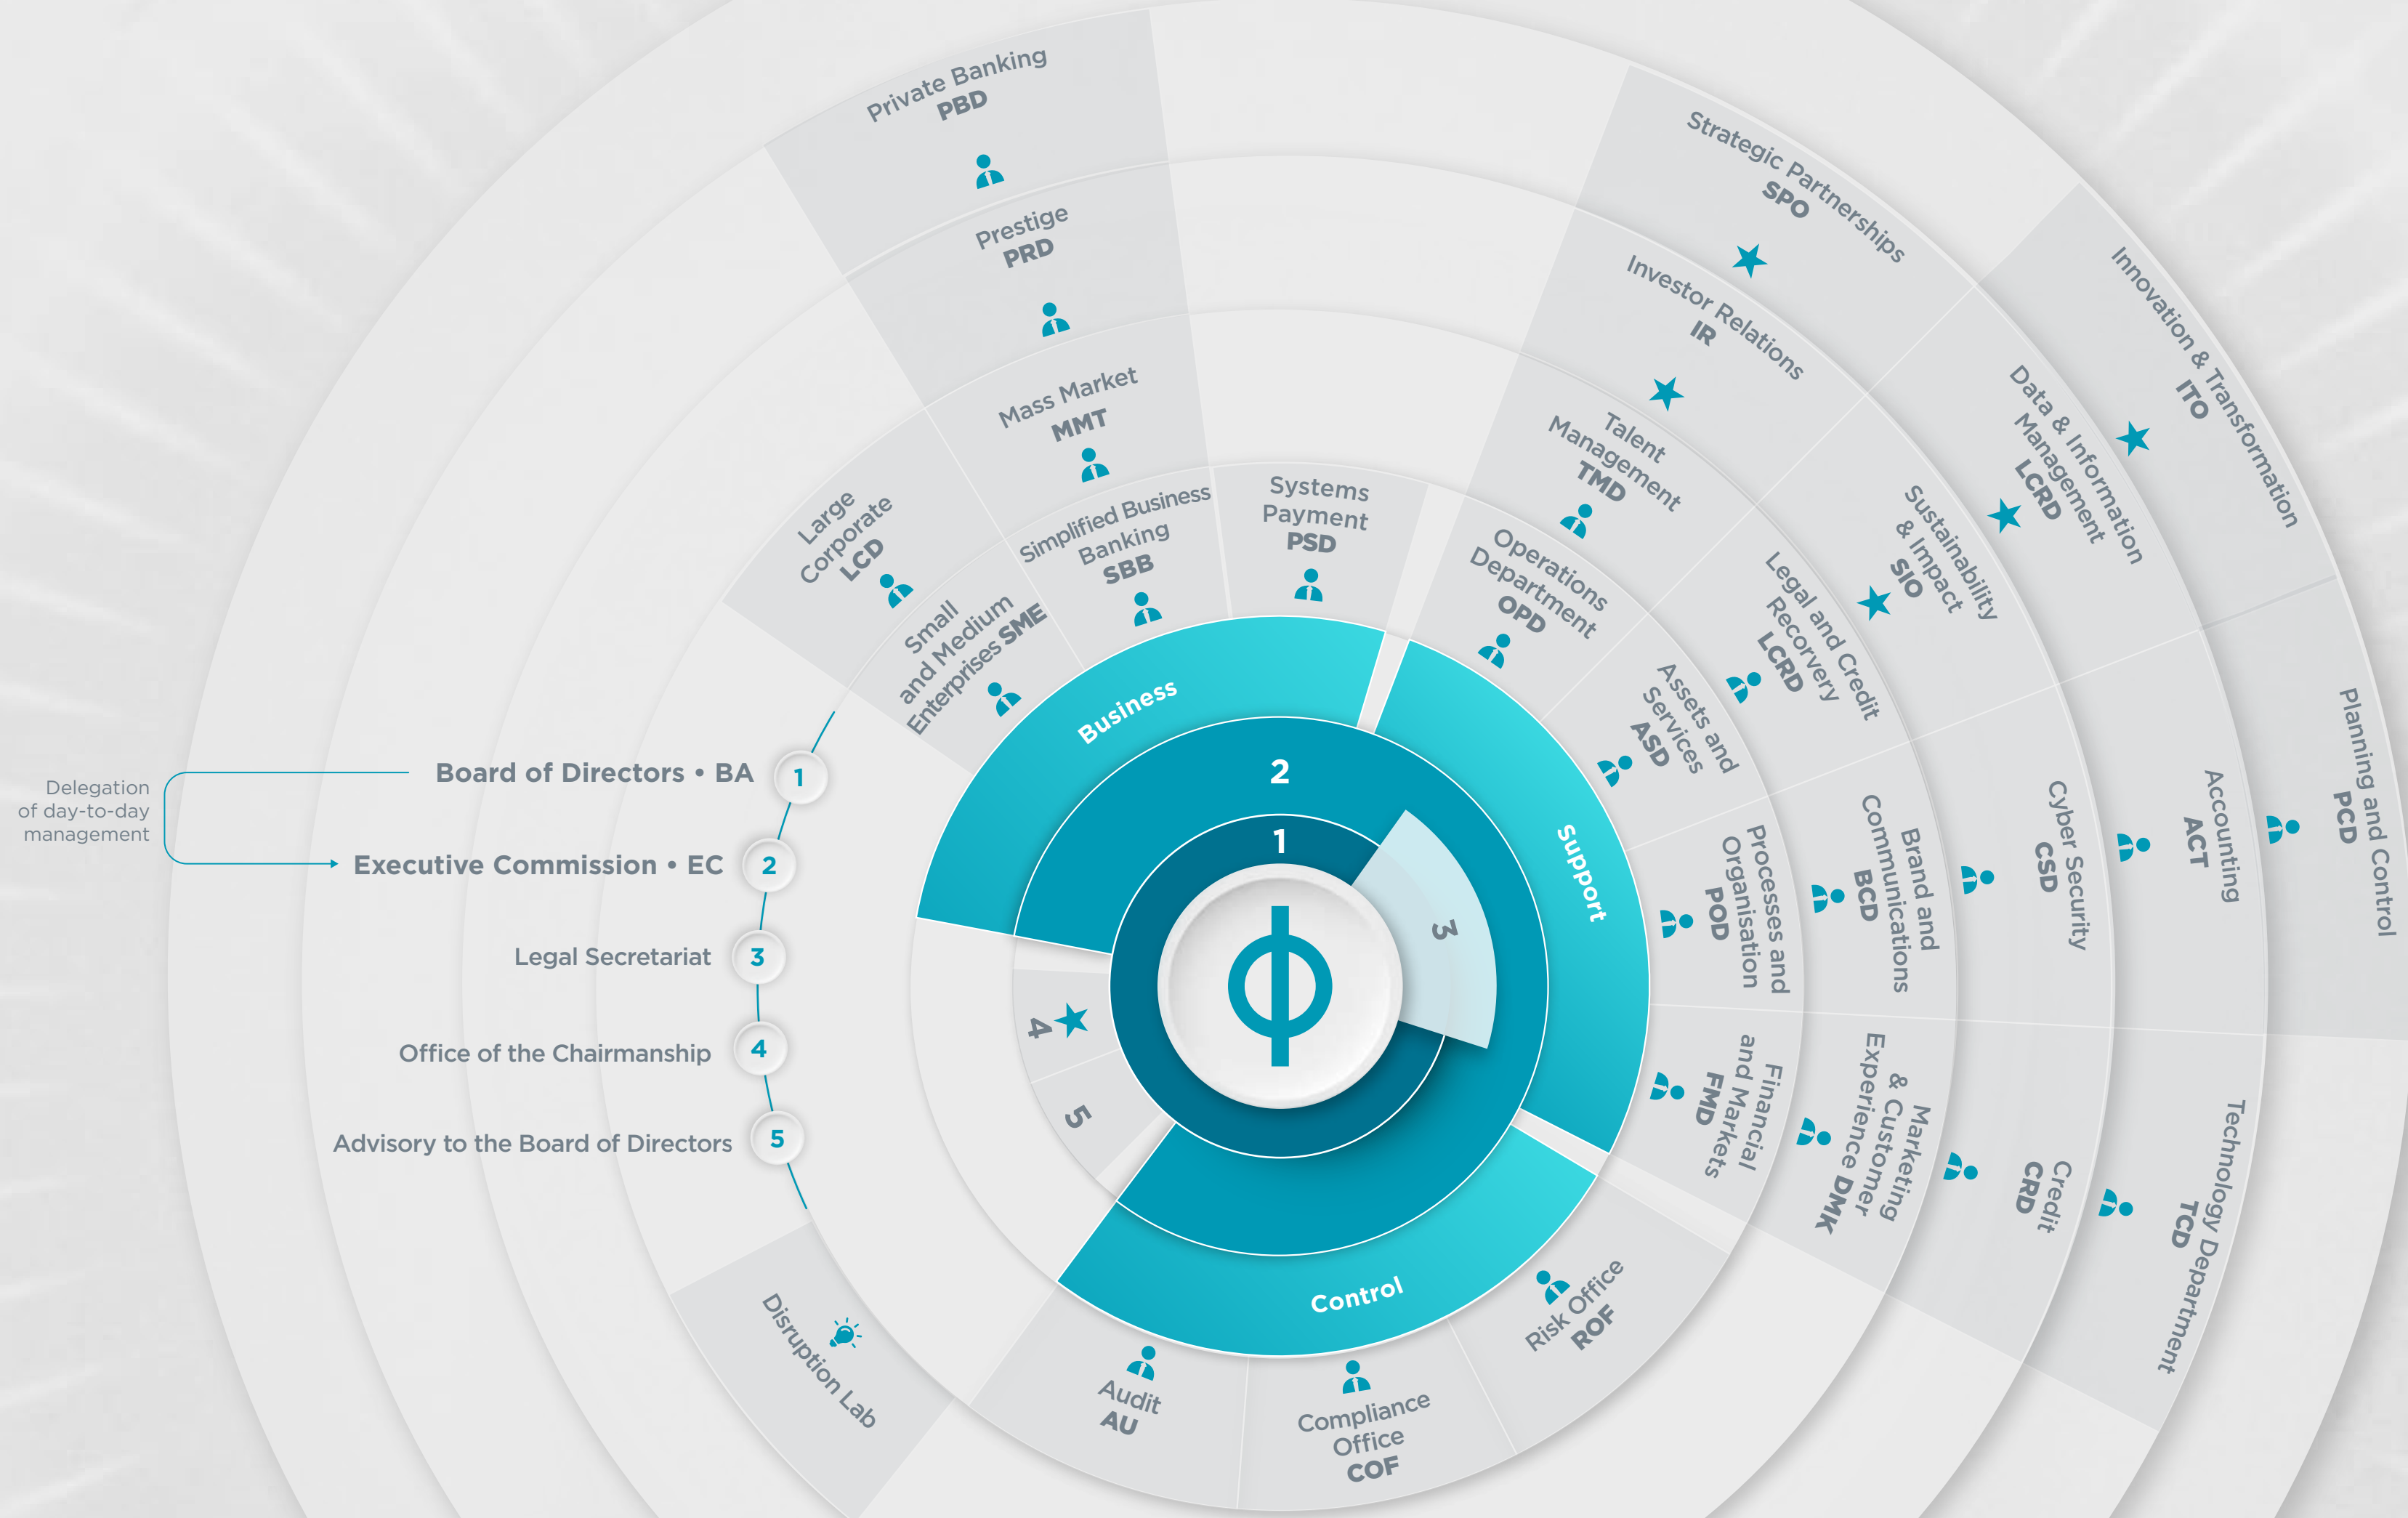 Private Banking
PBD
Prestige
PRD
Mass Market
MMT
Large
Corporate
LCD
Small
and Medium
Enterprises SME
Simplified Business
Banking
SBB
Systems
Payment
PSD
Strategic Partnerships
SPO
Investor Relations
IR
Talent
Management
TMD
Operations
Department
OPD
Innovation & Transformation
ITO
Data & Information
Management
LCRD
Sustainability
& Impact
SIO
Legal and Credit
Recorvery
LCRD
Assets and
Services
ASD
Planning and Control
PCD
Accounting
ACT
Cyber Security
CSD
Brand and
Communications
BCD
Processes and
Organisation
POD
Technology Department
TCD
Credit
CRD
Marketing
& Customer
Experience DMK
Financial
and Markets
FMD
Business
Support
Control
2
1
3
4
5
Delegation
of day-to-day
management
Board of Directors • BA
1
Executive Commission • EC
2
Legal Secretariat
3
Office of the Chairmanship
4
Advisory to the Board of Directors
5
Disruption Lab
Audit
AU
Compliance
Office
COF
Risk Office
ROF